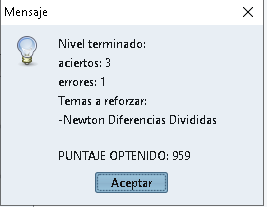 Mensaje
Nivel terminado:
aciertos: 3
errores: 1
Temas a reforzar:
-Newton Diferencias Divididas
PUNTAJE OPTENIDO: 959
Aceptar